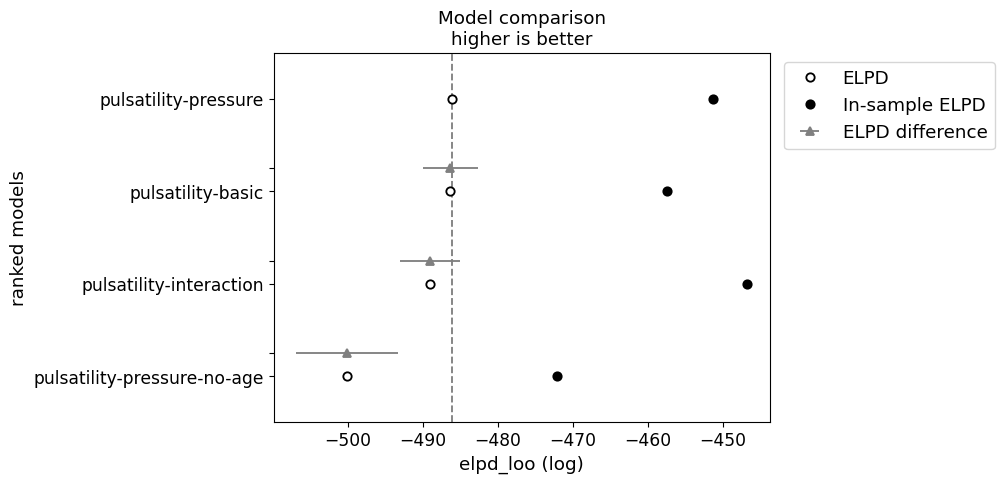 Model comparison
higher is better
pulsatility-pressure
pulsatility-basic
pulsatility-interaction
pulsatility-pressure-no-age
ranked models
−500
−490
−480
−470
−460
−450
elpd_loo (log)
ELPD
In-sample ELPD
ELPD difference